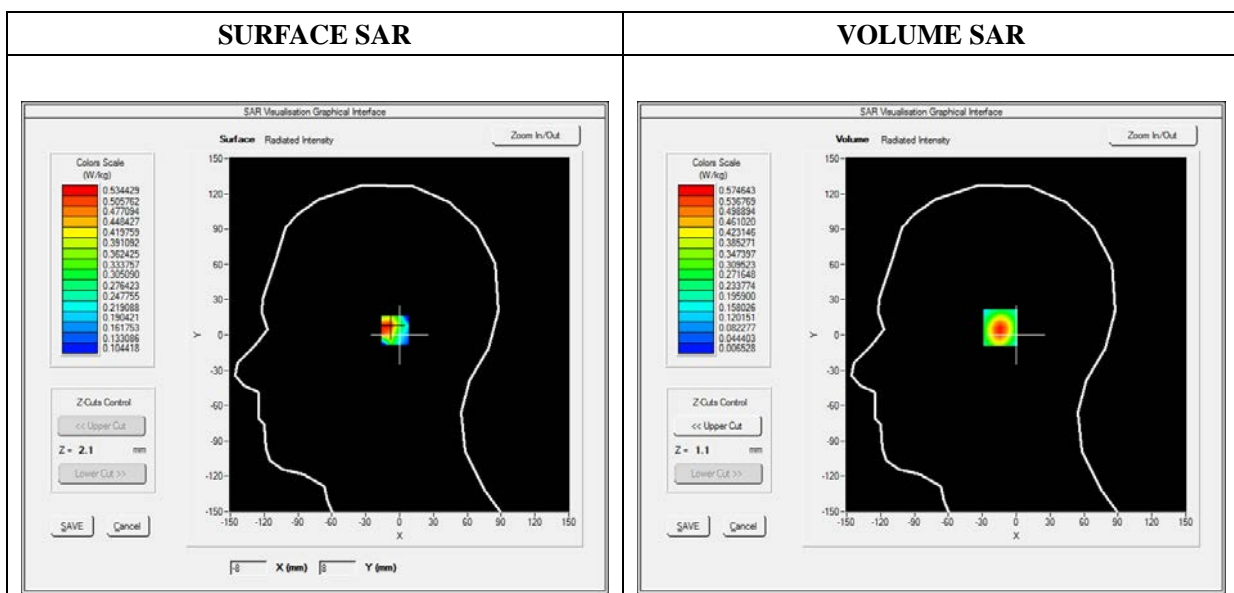 SURFACE SAR
VOLUME SAR
SAR Visualisation Graphical Interface
Surface Radiated Intensity
Zoom In/Out
Colors Scale
(W/kg)
0.534429
0.505762
0.477094
0.448427
0.419759
0.391092
0.362425
0.333757
0.305090
0.276423
0.247755
0.219088
0.190421
0.161753
0.133086
0.104418
150
120
90
60
30
0
-30
-60
-90
-120
-150
Y
-150 -120 -90 -60 -30 0 30 60 90 120 150
X
Z-Cuts Control
<< Upper Cut
Z = 2.1 mm
Lower Cut >>
SAVE Cancel
-8 X (mm) 8 Y (mm)
SAR Visualisation Graphical Interface
Volume Radiated Intensity
Zoom In/Out
Colors Scale
(W/kg)
0.574643
0.536769
0.498894
0.461020
0.423146
0.385271
0.347397
0.309523
0.271648
0.233774
0.195900
0.158026
0.120151
0.082277
0.044403
0.006528
150
120
90
60
30
0
-30
-60
-90
-120
-150
Y
-150 -120 -90 -60 -30 0 30 60 90 120 150
X
Z-Cuts Control
<< Upper Cut
Z = 1.1 mm
Lower Cut >>
SAVE Cancel